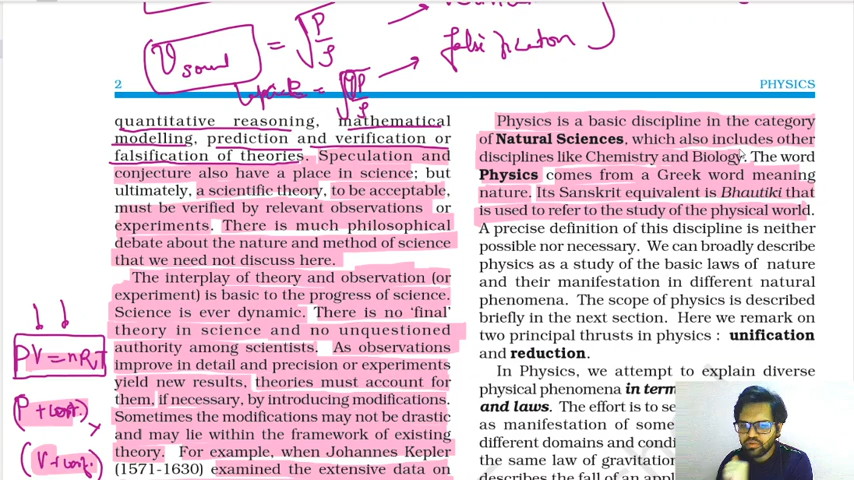 V sound = √P/ρ
= √γP/ρ → falsification
2
PHYSICS
quantitative reasoning, mathematical
modelling, prediction and verification or
falsification of theories. Speculation and
conjecture also have a place in science; but
ultimately, a scientific theory, to be acceptable,
must be verified by relevant observations or
experiments. There is much philosophical
debate about the nature and method of science
that we need not discuss here.
The interplay of theory and observation (or
experiment) is basic to the progress of science.
Science is ever dynamic. There is no ‘final’
theory in science and no unquestioned
authority among scientists. As observations
improve in detail and precision or experiments
yield new results, theories must account for
them, if necessary, by introducing modifications.
Sometimes the modifications may not be drastic
and may lie within the framework of existing
theory. For example, when Johannes Kepler
(1571-1630) examined the extensive data on
PV = nRT
(P + corr.) ×
(V + corr.)
Physics is a basic discipline in the category
of Natural Sciences, which also includes other
disciplines like Chemistry and Biology. The word
Physics comes from a Greek word meaning
nature. Its Sanskrit equivalent is Bhautiki that
is used to refer to the study of the physical world.
A precise definition of this discipline is neither
possible nor necessary. We can broadly describe
physics as a study of the basic laws of nature
and their manifestation in different natural
phenomena. The scope of physics is described
briefly in the next section. Here we remark on
two principal thrusts in physics : unification
and reduction.
In Physics, we attempt to explain diverse
physical phenomena in term
and laws. The effort is to se
as manifestation of some
different domains and condi
the same law of gravitation
describes the fall of an appl